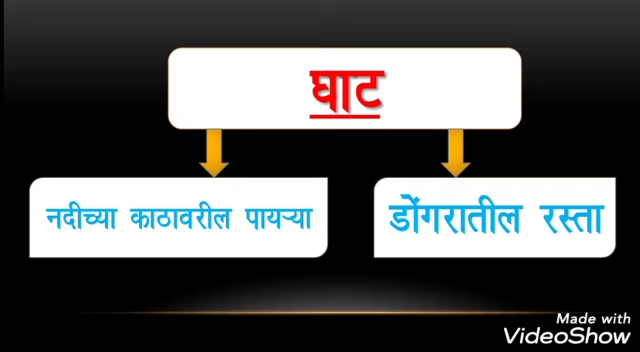 घाट
नदीच्या काठावरील पायऱ्या
डोंगरातील रस्ता
Made with
VideoShow